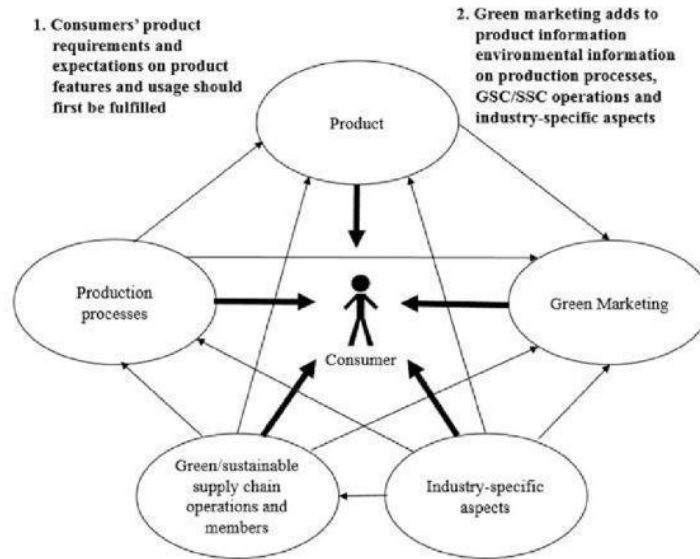 1. Consumers' product
requirements and
expectations on product
features and usage should
first be fulfilled
2. Green marketing adds to
product information
environmental information
on production processes,
GSC/SSC operations and
industry-specific aspects
Product
Production
processes
Green Marketing
Consumer
Green/sustainable
supply chain
operations and
members
Industry-specific
aspects